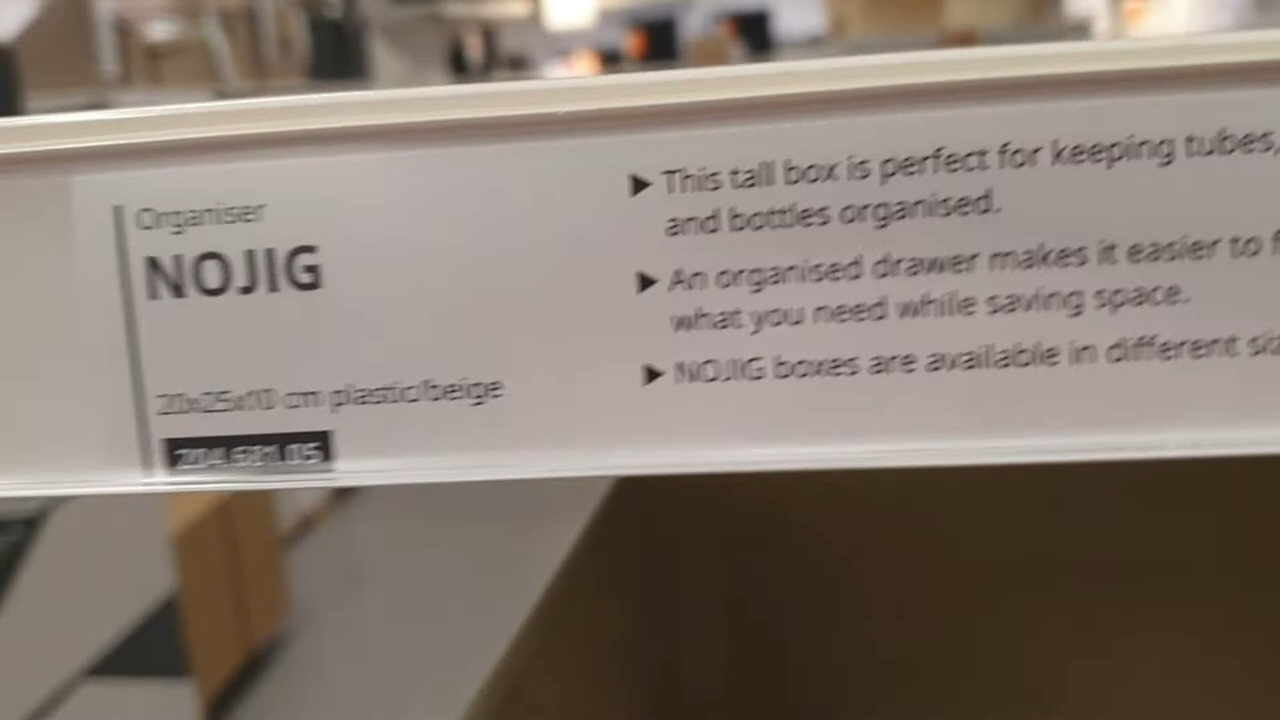 Organiser
NOJIG
20x25x10 cm plastic/beige
704.681.05
▶ This tall box is perfect for keeping tubes,
and bottles organised.
▶ An organised drawer makes it easier to
what you need while saving space.
▶ NOJIG boxes are available in different